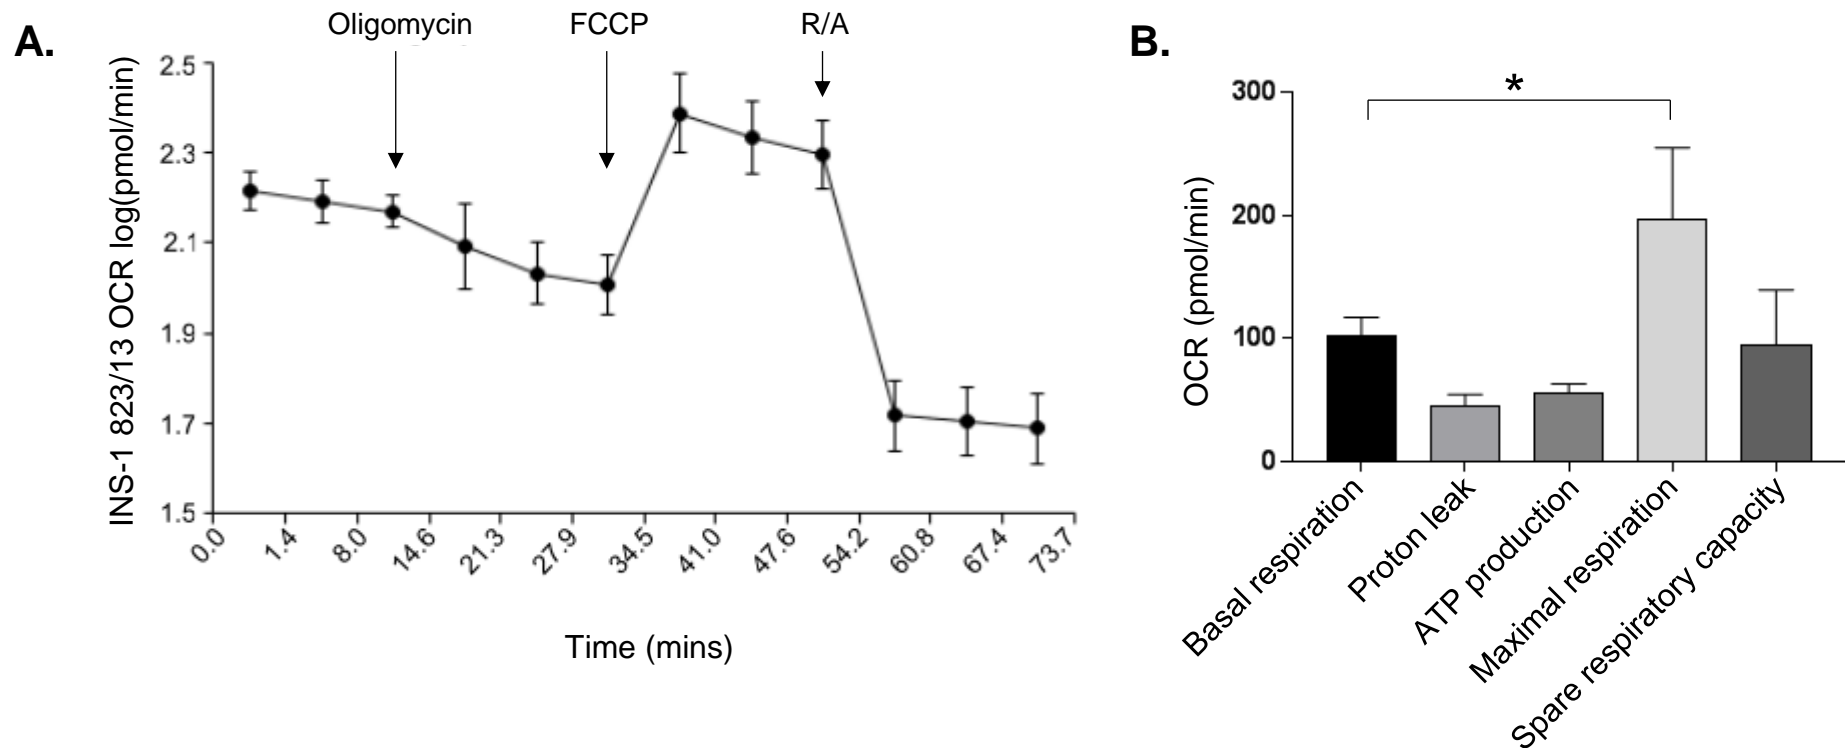 A.
Oligomycin
FCCP
R/A
INS-1 823/13 OCR log(pmol/min)
2.5
2.3
2.1
1.9
1.7
1.5
0.0
1.4
8.0
14.6
21.3
27.9
34.5
41.0
47.6
54.2
60.8
67.4
73.7
Time (mins)
B.
*
OCR (pmol/min)
300
200
100
0
Basal respiration
Proton leak
ATP production
Maximal respiration
Spare respiratory capacity